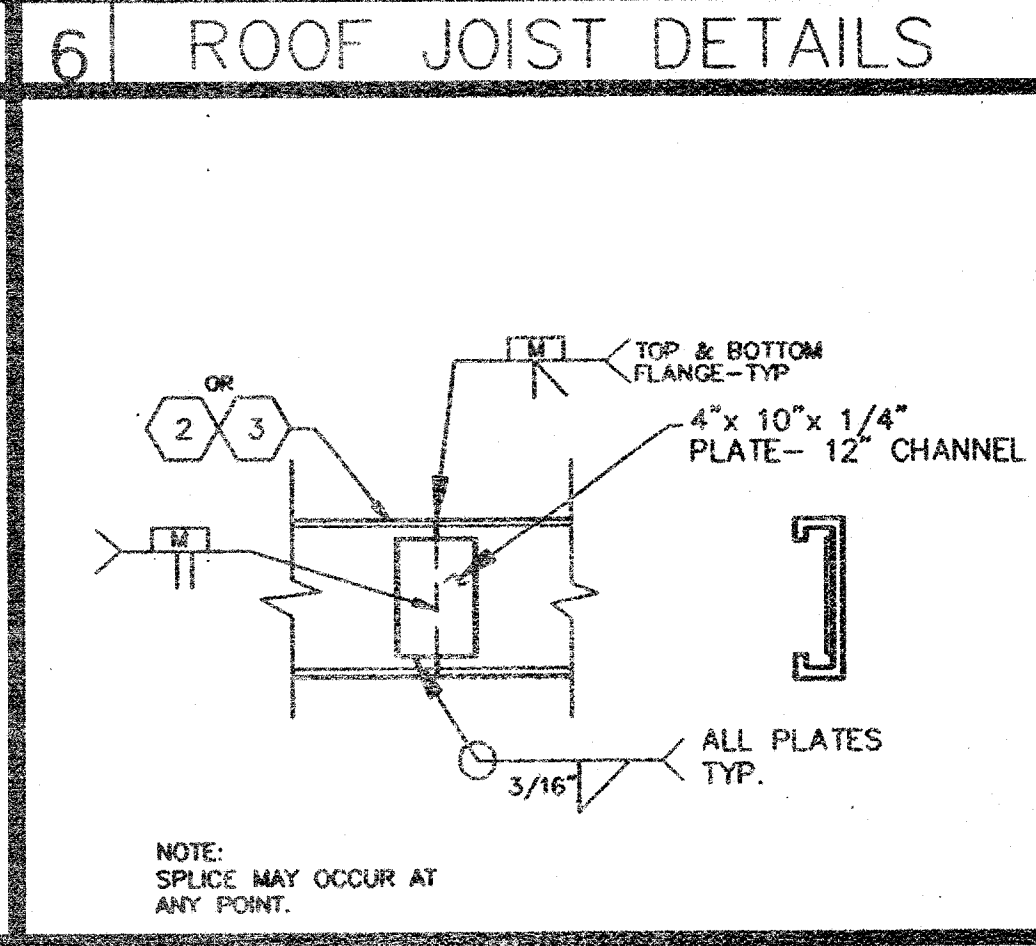 6 ROOF JOIST DETAILS
M
TOP & BOTTOM
FLANGE-TYP
OR
2 3
4"x 10"x 1/4"
PLATE- 12" CHANNEL
M
ALL PLATES
TYP.
3/16"
NOTE:
SPLICE MAY OCCUR AT
ANY POINT.